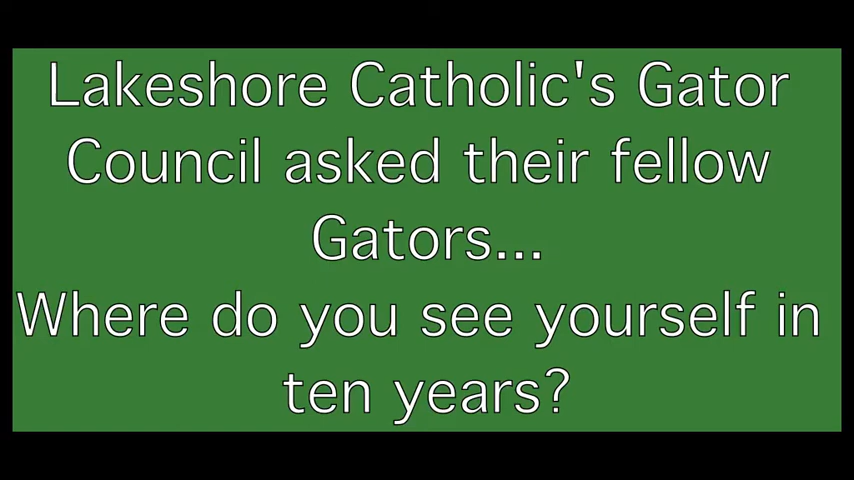 Lakeshore Catholic's Gator
Council asked their fellow
Gators...
Where do you see yourself in
ten years?